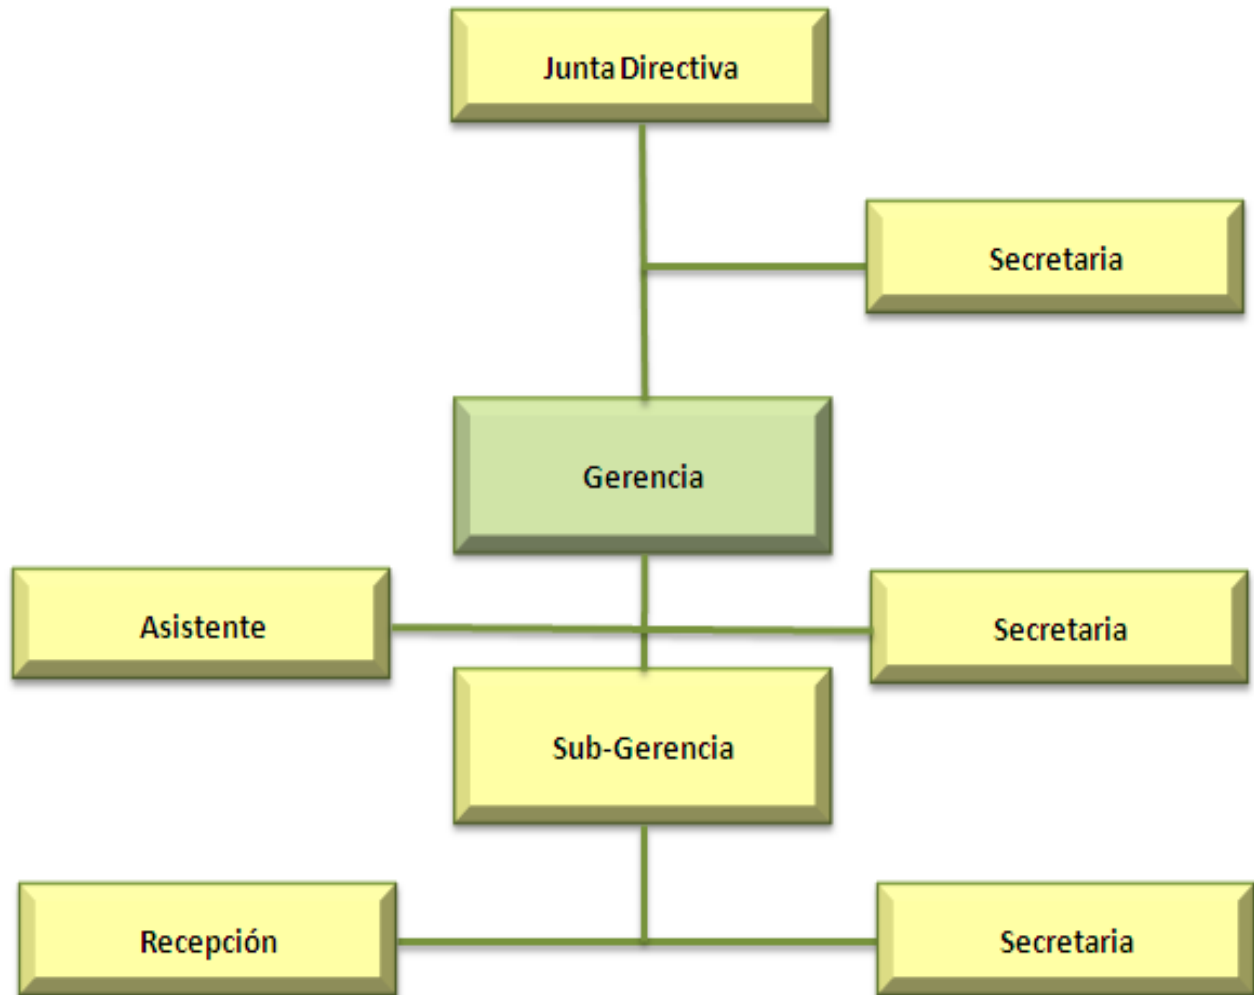 Junta Directiva
Secretaria
Gerencia
Asistente
Secretaria
Sub-Gerencia
Recepción
Secretaria